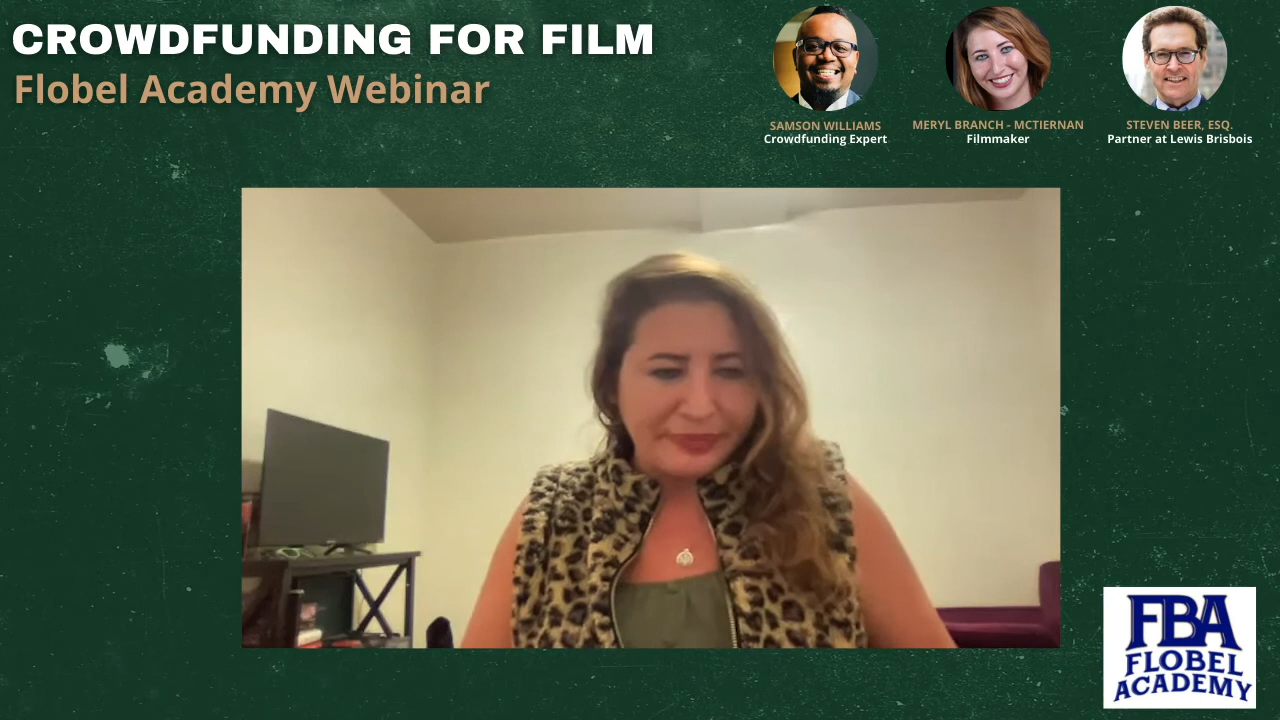 CROWDFUNDING FOR FILM
Flobel Academy Webinar
SAMSON WILLIAMS
Crowdfunding Expert
MERYL BRANCH - MCTIERNAN
Filmmaker
STEVEN BEER, ESQ.
Partner at Lewis Brisbois
FBA
FLOBEL
ACADEMY